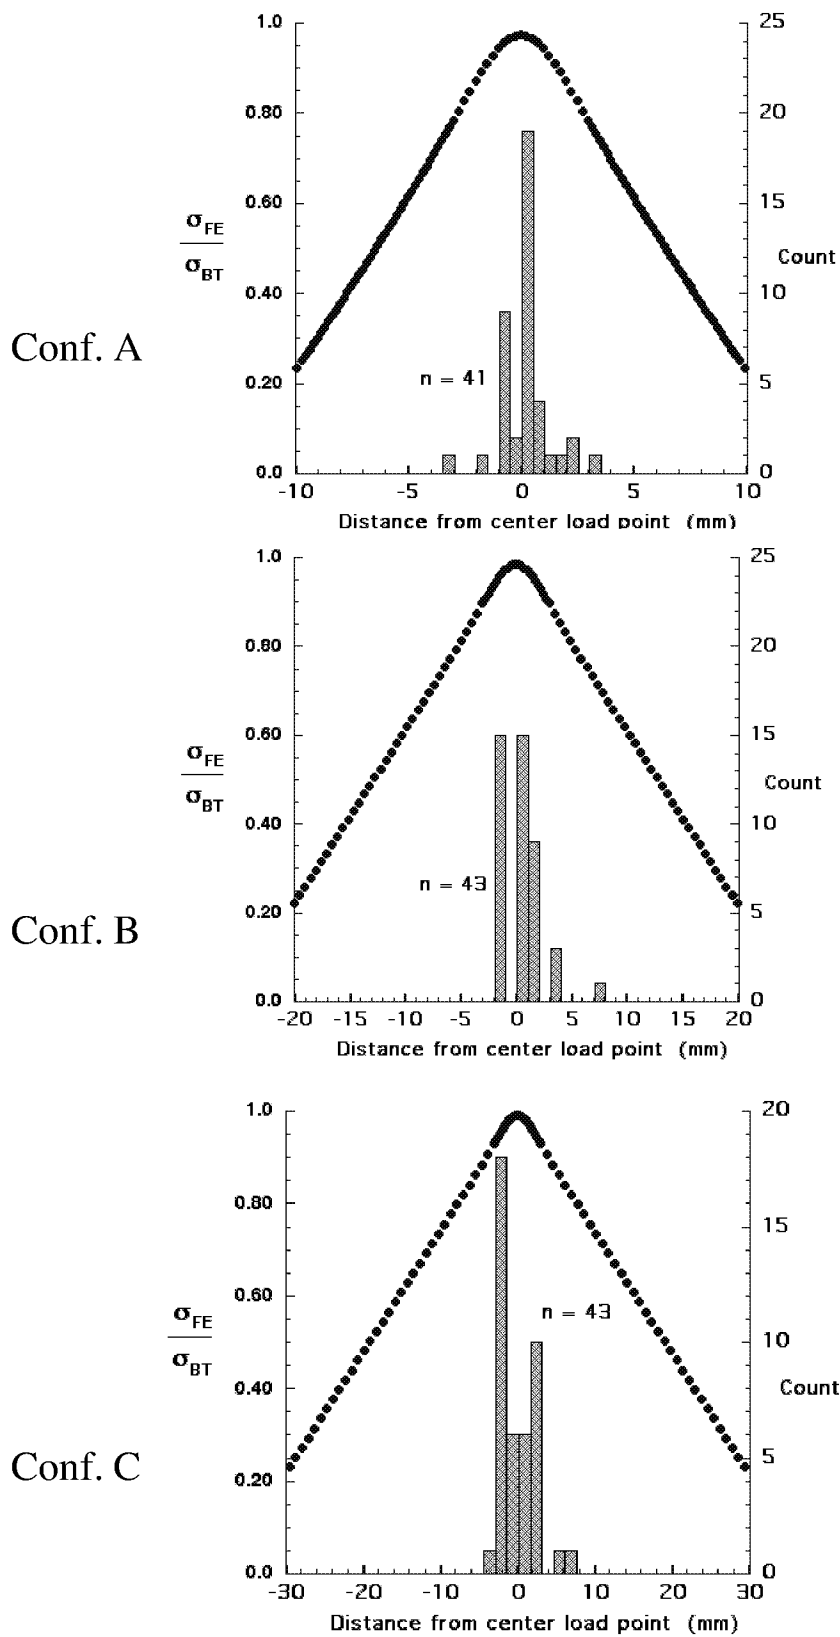 1.0 25
0.80 20
0.60 15
σFE
σBT
Count
0.40 10
Conf. A
n = 41
0.20 5
0.0 0
-10 -5 0 5 10
Distance from center load point (mm)
1.0 25
0.80 20
0.60 15
σFE
σBT
Count
0.40 10
n = 43
Conf. B
0.20 5
0.0 0
-20 -15 -10 -5 0 5 10 15 20
Distance from center load point (mm)
1.0 20
0.80 15
0.60
n = 43
σFE
σBT
10
0.40
Count
Conf. C
5
0.20
0.0 0
-30 -20 -10 0 10 20 30
Distance from center load point (mm)